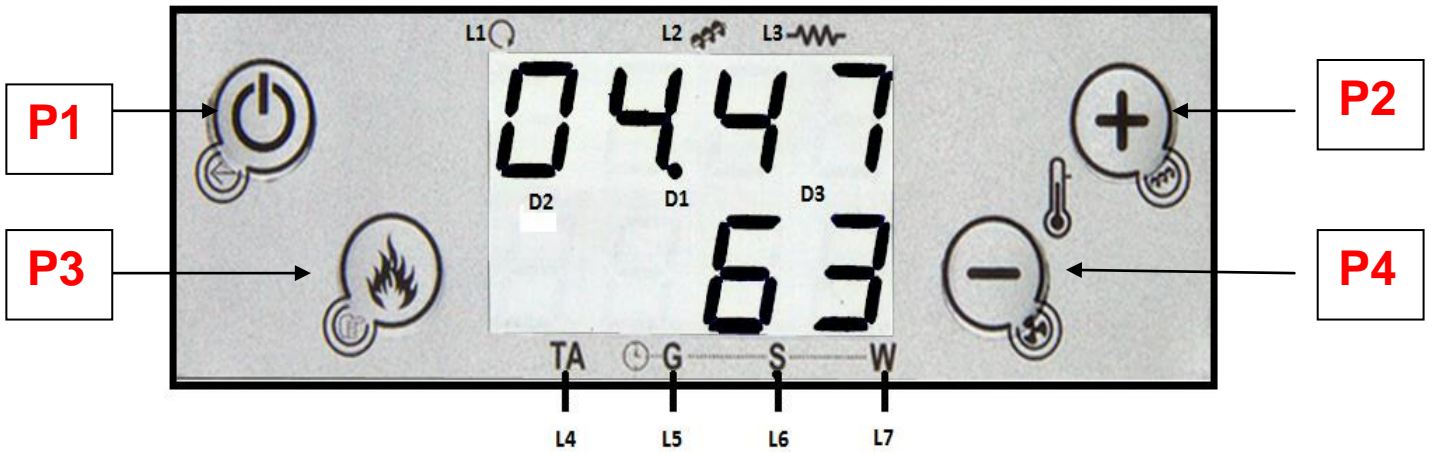 L1 L2 L3
P1 P2
04.47
D2 D1 D3
P3 P4
63
TA G S W
L4 L5 L6 L7